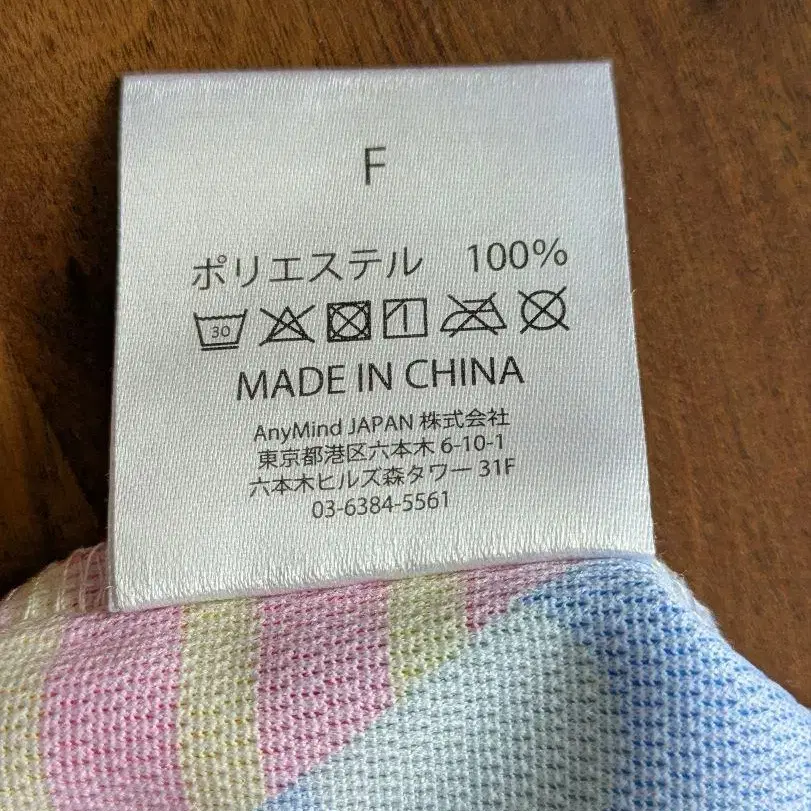 F
ポリエステル 100%
30
MADE IN CHINA
AnyMind JAPAN 株式会社
東京都港区六本木 6-10-1
六本木ヒルズ森タワー 31F
03-6384-5561